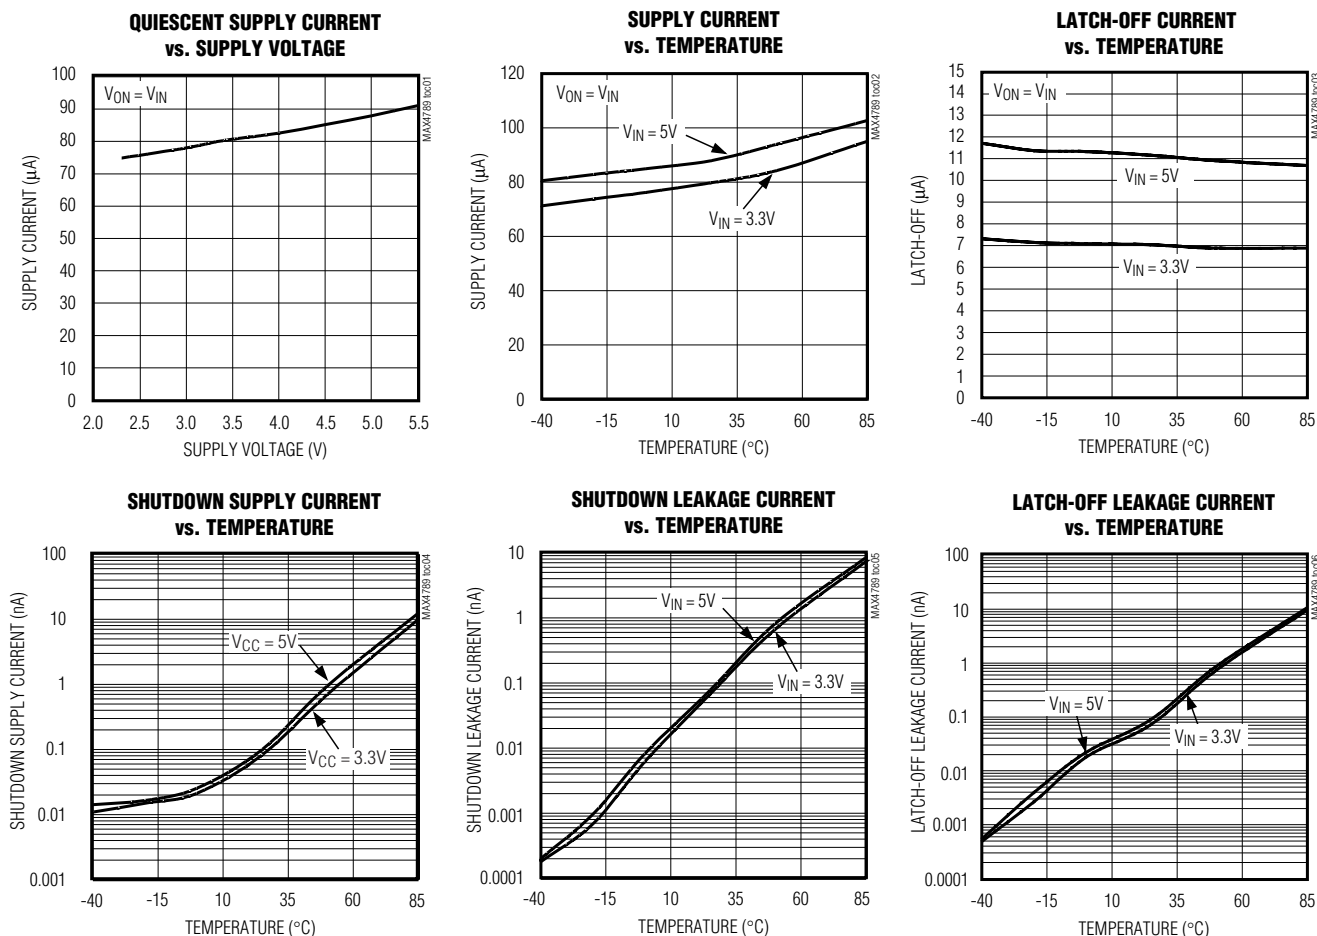 QUIESCENT SUPPLY CURRENT
vs. SUPPLY VOLTAGE
100
90
80
70
60
50
40
30
20
10
0
SUPPLY CURRENT (μA)
VON = VIN
MAX4789 toc01
2.0 2.5 3.0 3.5 4.0 4.5 5.0 5.5
SUPPLY VOLTAGE (V)
SUPPLY CURRENT
vs. TEMPERATURE
120
100
80
60
40
20
0
SUPPLY CURRENT (μA)
VON = VIN
VIN = 5V
VIN = 3.3V
MAX4789 toc02
-40 -15 10 35 60 85
TEMPERATURE (°C)
LATCH-OFF CURRENT
vs. TEMPERATURE
15
14
13
12
11
10
9
8
7
6
5
4
3
2
1
0
LATCH-OFF (μA)
VON = VIN
VIN = 5V
VIN = 3.3V
MAX4789 toc03
-40 -15 10 35 60 85
TEMPERATURE (°C)
SHUTDOWN SUPPLY CURRENT
vs. TEMPERATURE
100
10
1
0.1
0.01
0.001
SHUTDOWN SUPPLY CURRENT (nA)
VCC = 5V
VCC = 3.3V
MAX4789 toc04
-40 -15 10 35 60 85
TEMPERATURE (°C)
SHUTDOWN LEAKAGE CURRENT
vs. TEMPERATURE
10
1
0.1
0.01
0.001
0.0001
SHUTDOWN LEAKAGE CURRENT (nA)
VIN = 5V
VIN = 3.3V
MAX4789 toc05
-40 -15 10 35 60 85
TEMPERATURE (°C)
LATCH-OFF LEAKAGE CURRENT
vs. TEMPERATURE
100
10
1
0.1
0.01
0.001
0.0001
LATCH-OFF LEAKAGE CURRENT (nA)
VIN = 5V
VIN = 3.3V
MAX4789 toc06
-40 -15 10 35 60 85
TEMPERATURE (°C)